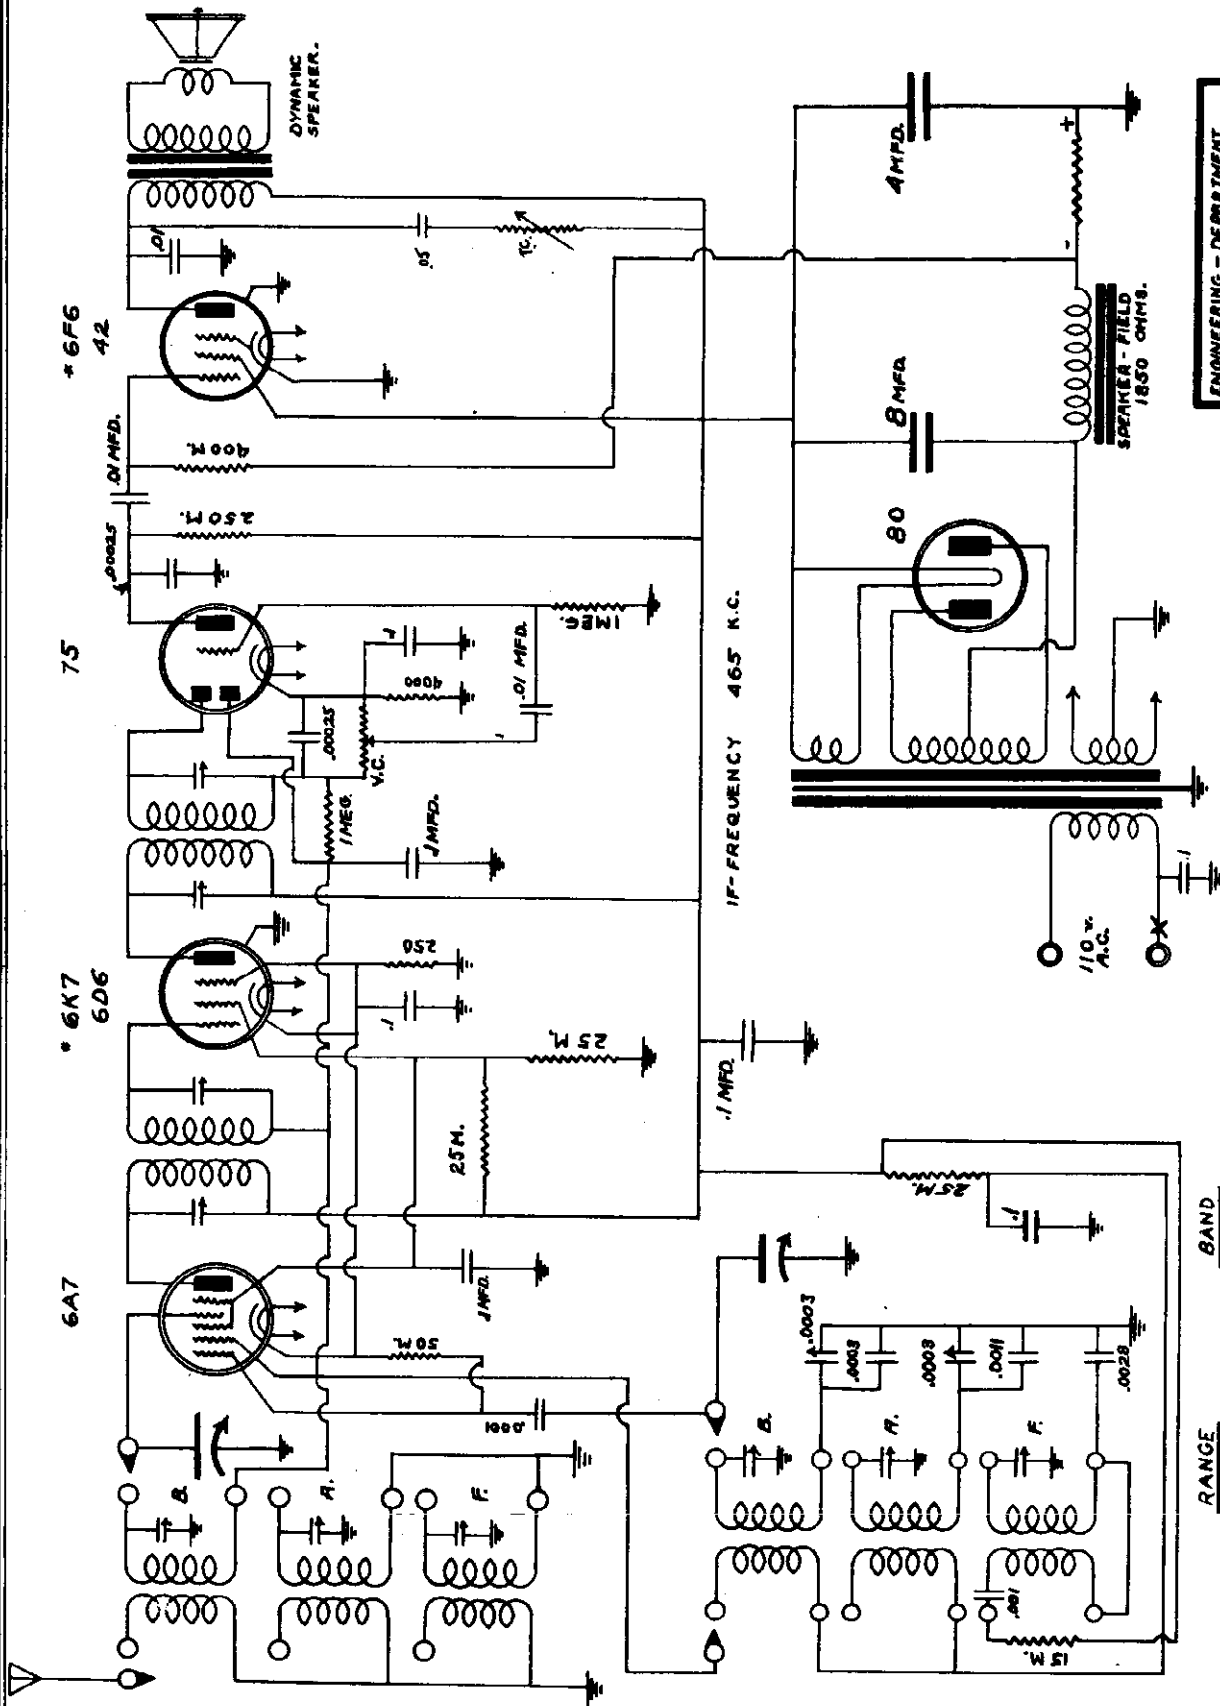 6A7
* 6K7
6D6
75
* 6F6
42
DYNAMIC
SPEAKER.
.00025
.01 MFD.
.01
250 M.
400 M.
.05
T.C.
B.
A.
F.
50 M.
.0001
.1 MFD.
25 M.
25 M.
250
.1
1 MEG.
.1 MFD.
.00025
V.C.
4000
.1
.01 MFD.
1 MEG.
IF-FREQUENCY 465 K.C.
.1 MFD.
80
8 MFD.
4 MFD.
- +
SPEAKER - FIELD
1850 OHMS.
110 v.
A.C.
.1
25 M.
.1
B.
A.
F.
.0003
.0003
.0003
.0011
.0028
.001
15 M.
RANGE BAND
ENGINEERING - DEPARTMENT